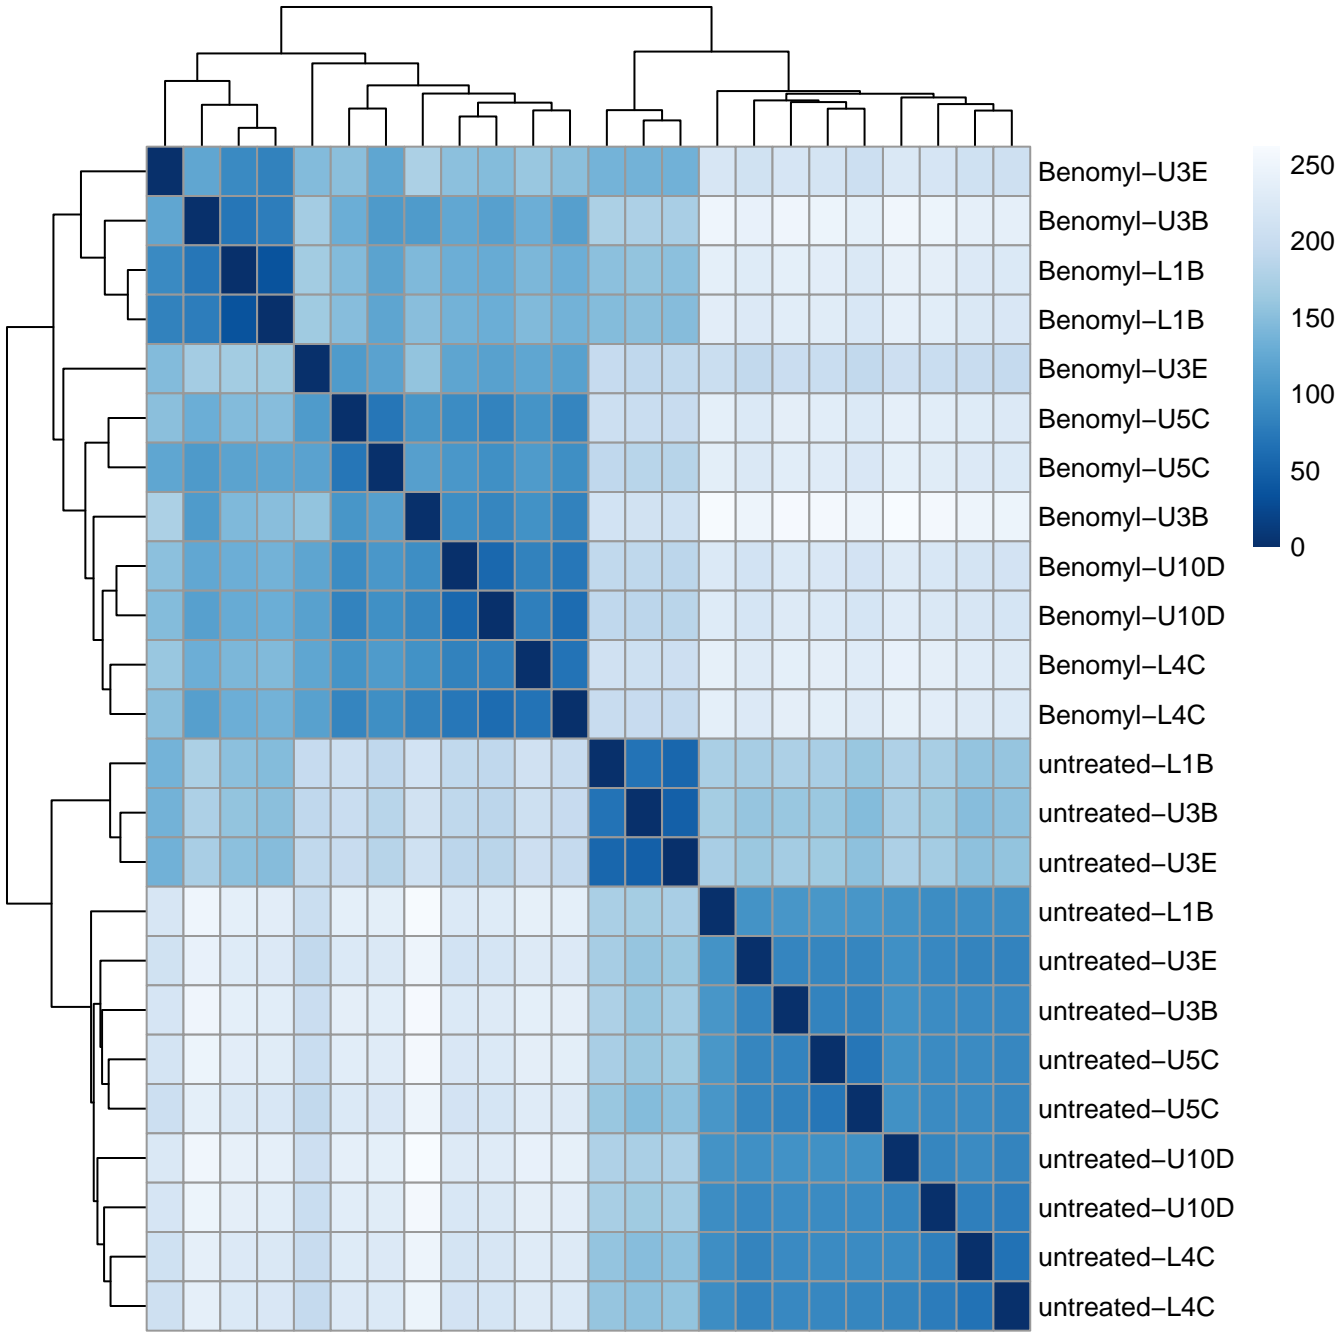 Benomyl−U3E
Benomyl−U3B
Benomyl−L1B
Benomyl−L1B
Benomyl−U3E
Benomyl−U5C
Benomyl−U5C
Benomyl−U3B
Benomyl−U10D
Benomyl−U10D
Benomyl−L4C
Benomyl−L4C
untreated−L1B
untreated−U3B
untreated−U3E
untreated−L1B
untreated−U3E
untreated−U3B
untreated−U5C
untreated−U5C
untreated−U10D
untreated−U10D
untreated−L4C
untreated−L4C
250
200
150
100
50
0